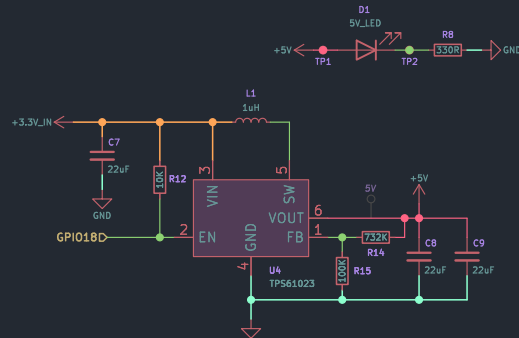 D1
5V_LED
R8
+5V
330R
GND
TP1
TP2
L1
1uH
+3.3V_IN
C7
22uF
10K
R12
3
5
VIN
SW
GND
5V
+5V
VOUT
6
GPIO18
2
EN
GND
FB
1
732K
R14
C8
C9
4
U4
TPS61023
100K
R15
22uF
22uF